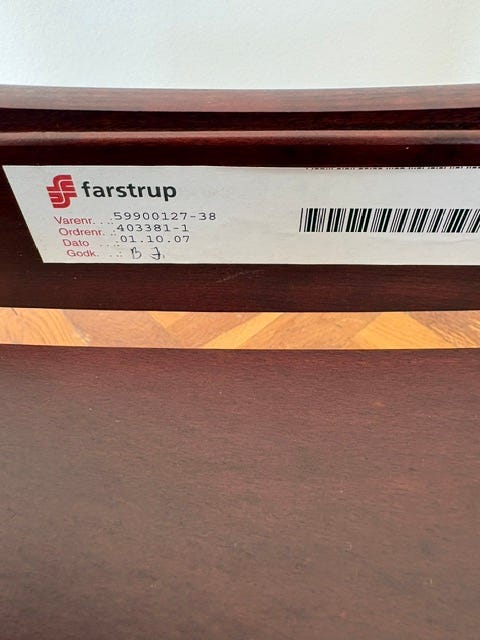 farstrup
Varenr. . .:59900127-38
Ordrenr. .:403381-1
Dato . . .:01.10.07
Godk. . .: B J.